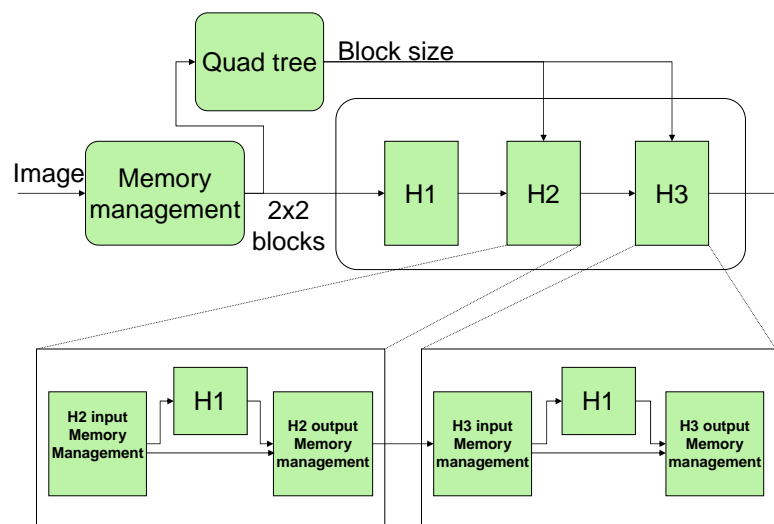 Quad tree
Block size
Image
Memory
management
2x2
blocks
H1
H2
H3
H2 input
Memory
Management
H1
H2 output
Memory
management
H3 input
Memory
management
H1
H3 output
Memory
management